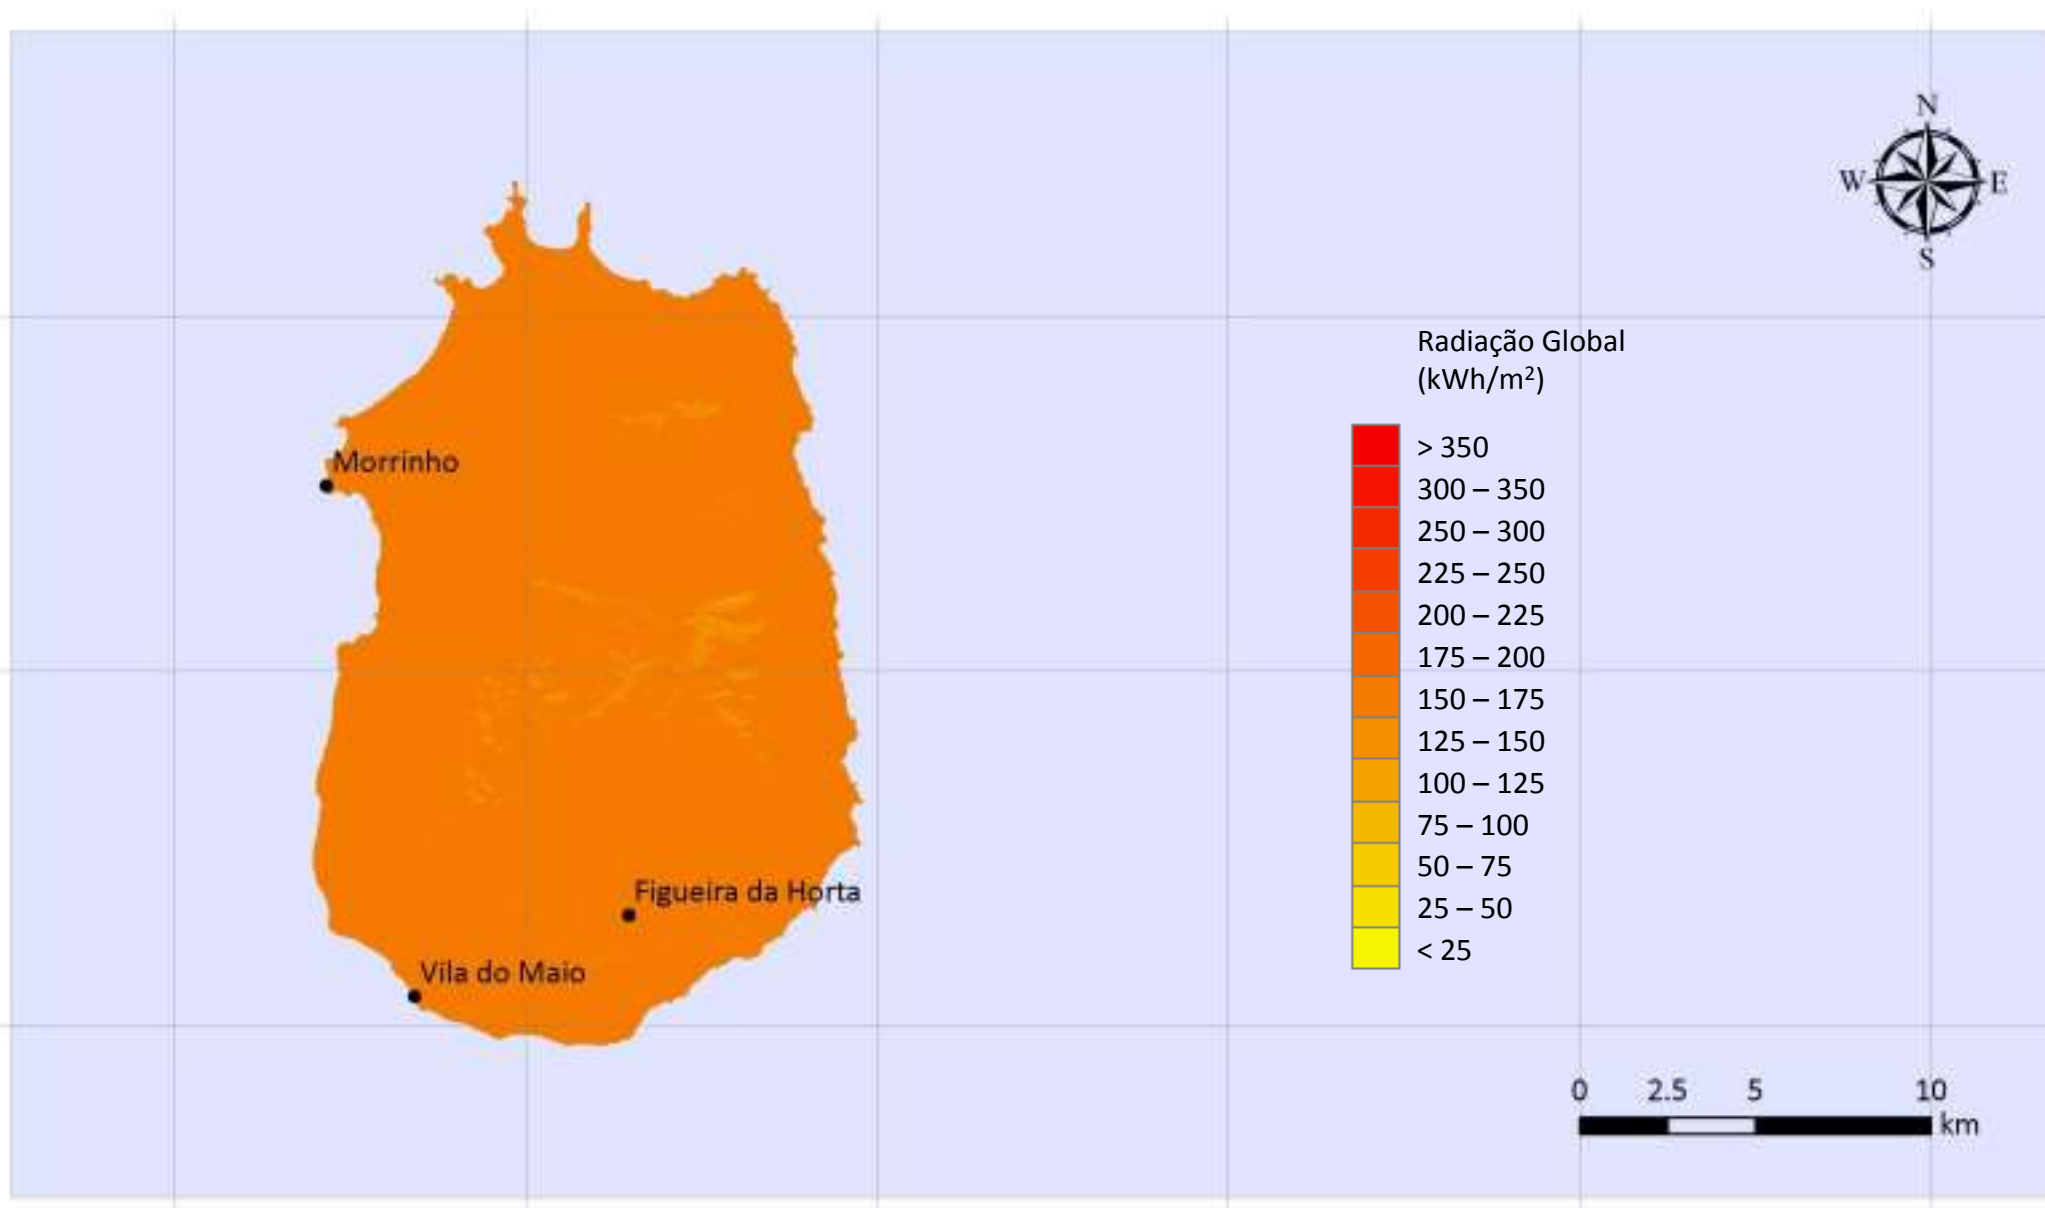 N
W E
S
Radiação Global
(kWh/m²)
> 350
300 – 350
250 – 300
225 – 250
200 – 225
175 – 200
150 – 175
125 – 150
100 – 125
75 – 100
50 – 75
25 – 50
< 25
Morrinho
Figueira da Horta
Vila do Maio
0 2.5 5 10
km